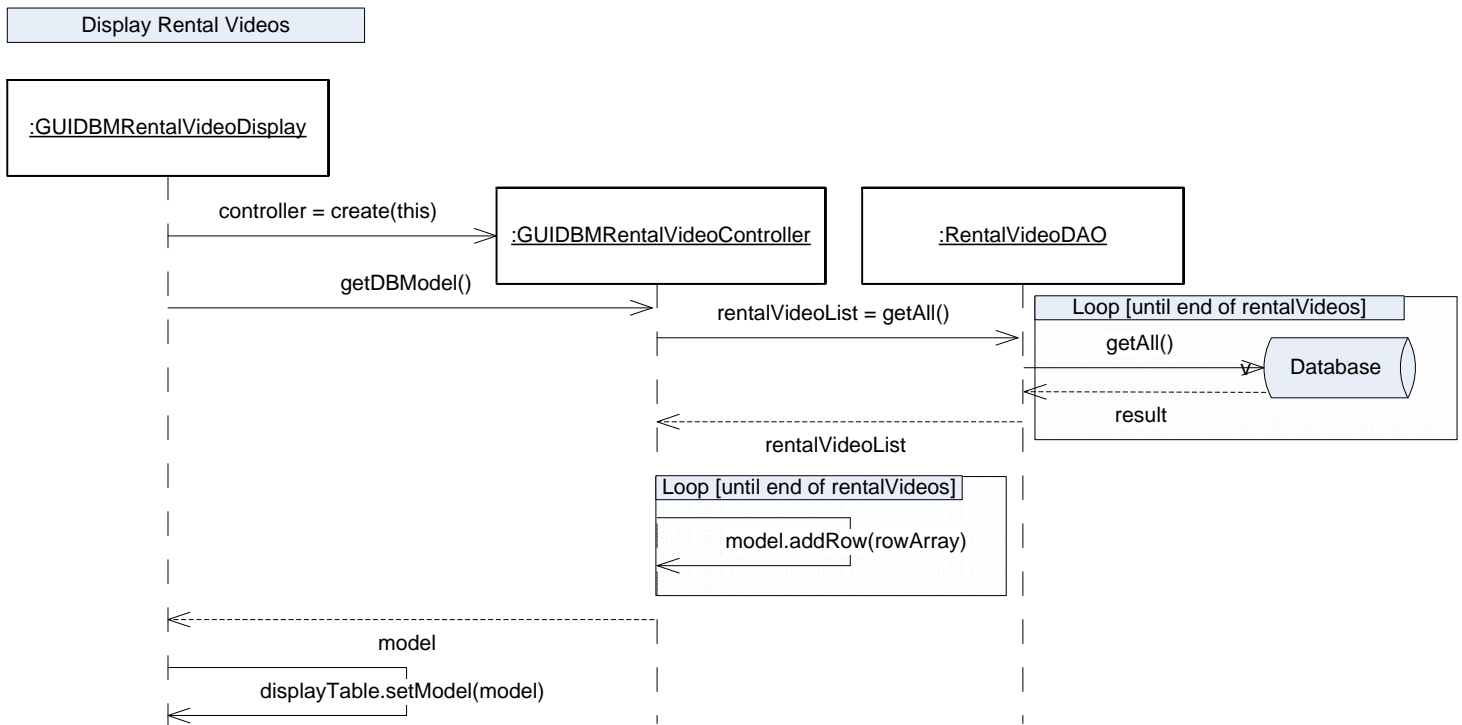 Display Rental Videos
:GUIDBMRentalVideoDisplay
controller = create(this)
:GUIDBMRentalVideoController
:RentalVideoDAO
getDBModel()
rentalVideoList = getAll()
Loop [until end of rentalVideos]
getAll()
v
Database
result
rentalVideoList
Loop [until end of rentalVideos]
model.addRow(rowArray)
model
displayTable.setModel(model)